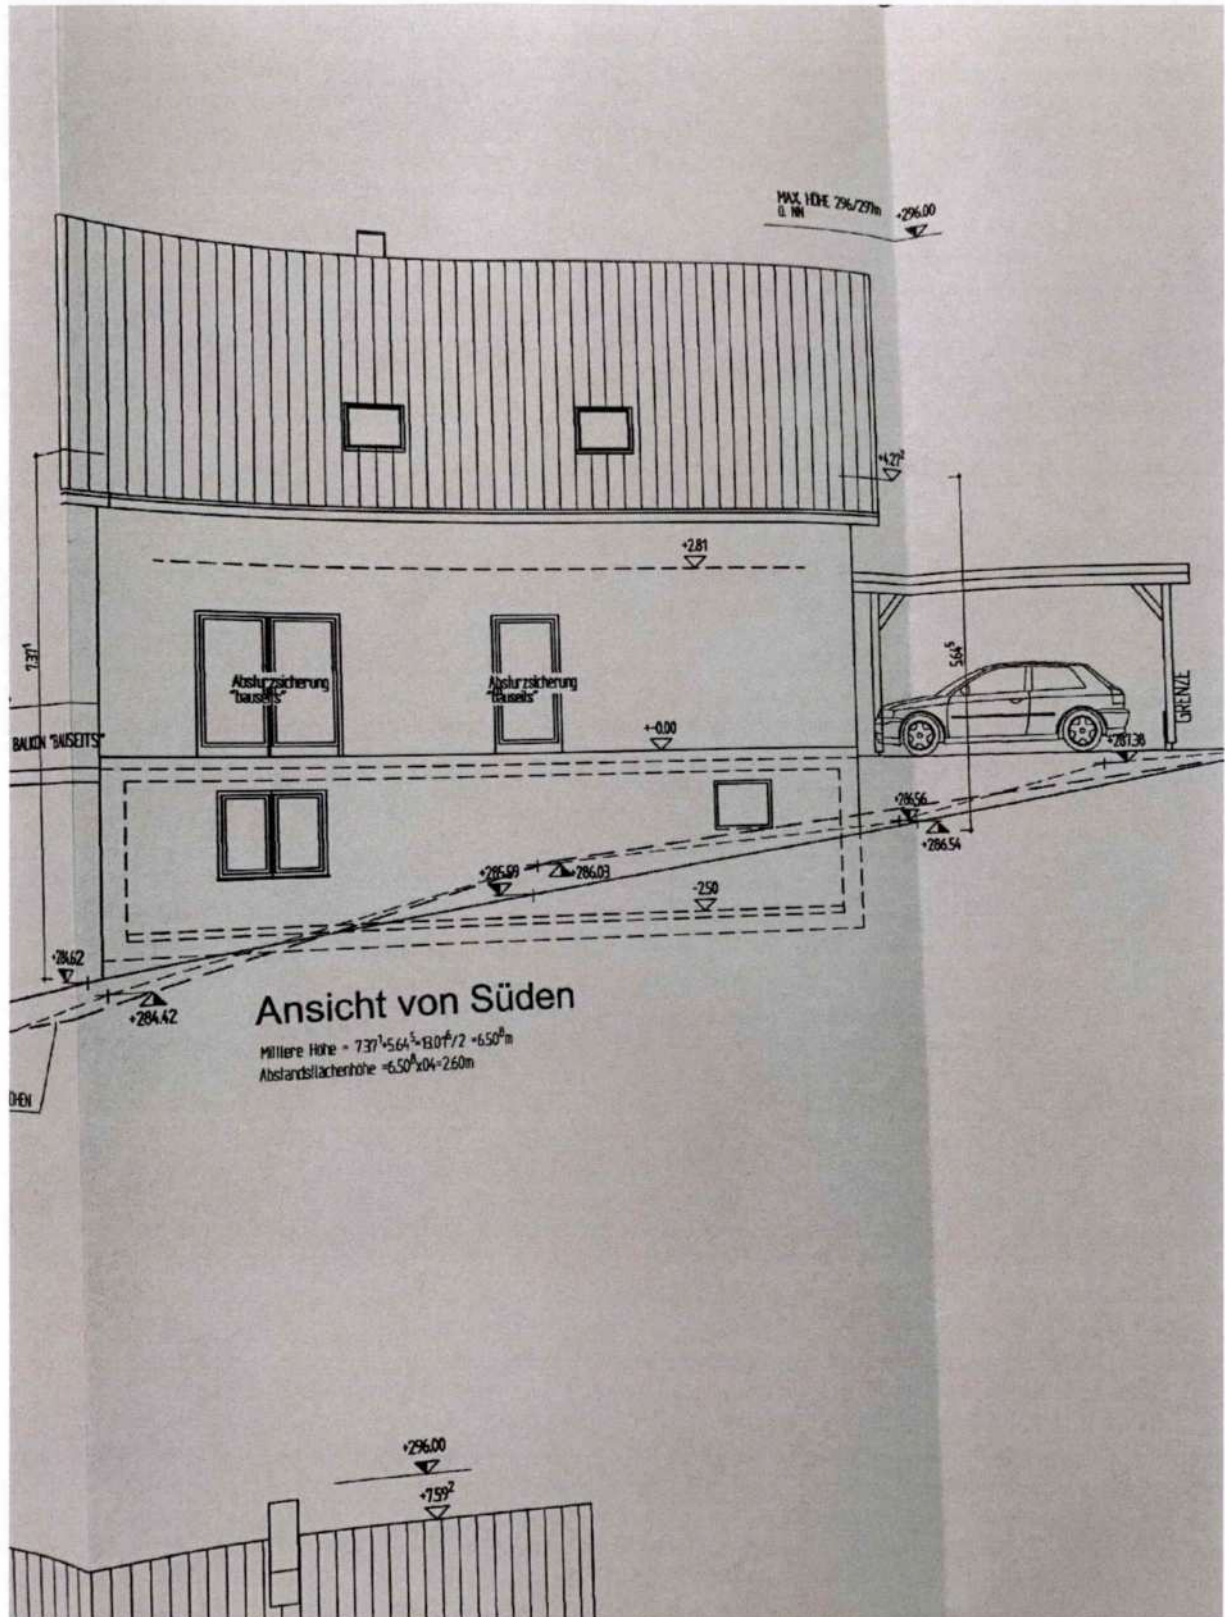 MAX. HÖHE 296/297m
Ü. NN
+296.00
+4.27²
+2.81
7.37¹
5.64⁵
Absturzsicherung
"bauseits"
Absturzsicherung
"bauseits"
GRENZE
+-0.00
BALKON "BAUSEITS"
+287.38
+286.56
+286.54
+285.59
+286.03
-2.50
+284.62
+284.42
Ansicht von Süden
Mittlere Höhe = 7.37¹+5.64⁵=13.01⁶/2 =6.50⁸m
Abstandsflächenhöhe =6.50⁸x0.4=2.60m
+296.00
+7.59²